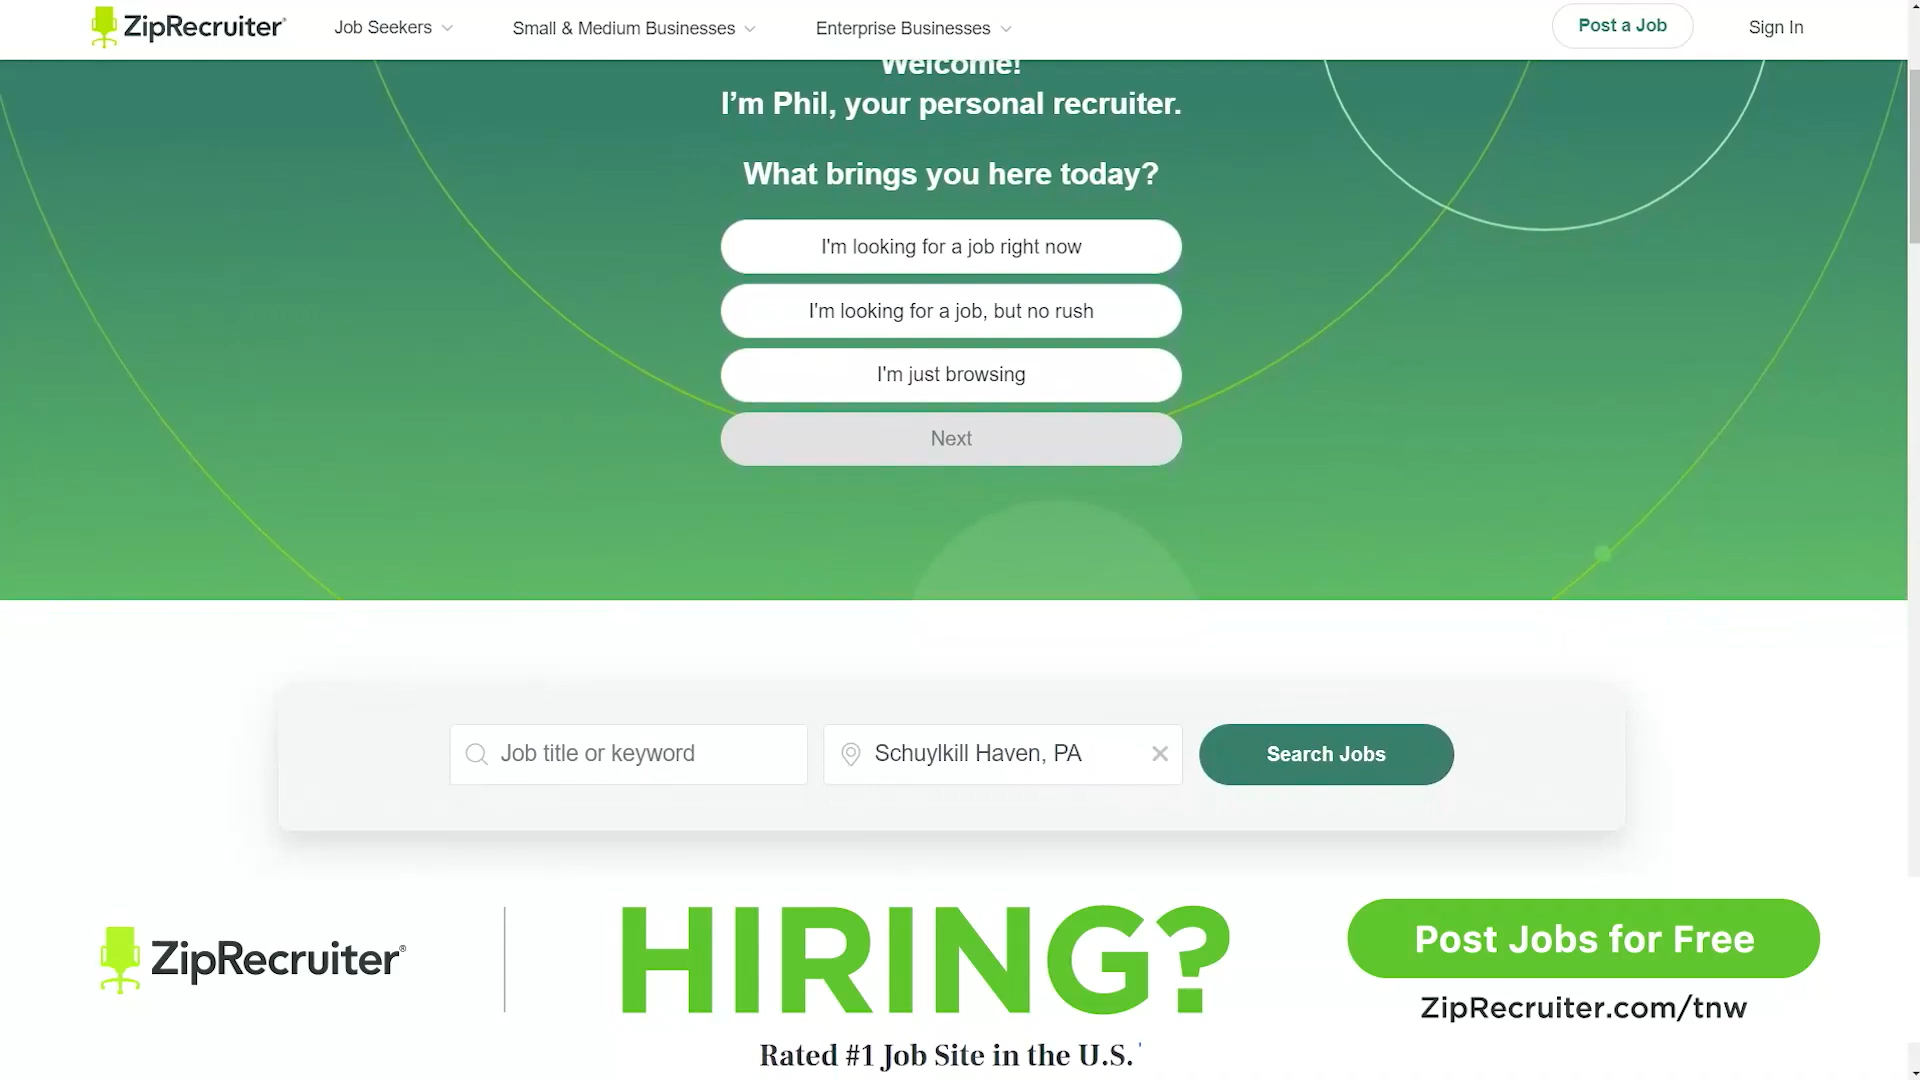 ZipRecruiter®
Job Seekers
Small & Medium Businesses
Enterprise Businesses
Post a Job
Sign In
Welcome!
I’m Phil, your personal recruiter.
What brings you here today?
I'm looking for a job right now
I'm looking for a job, but no rush
I'm just browsing
Next
Job title or keyword
Schuylkill Haven, PA
Search Jobs
ZipRecruiter®
HIRING?
Post Jobs for Free
ZipRecruiter.com/tnw
Rated #1 Job Site in the U.S.